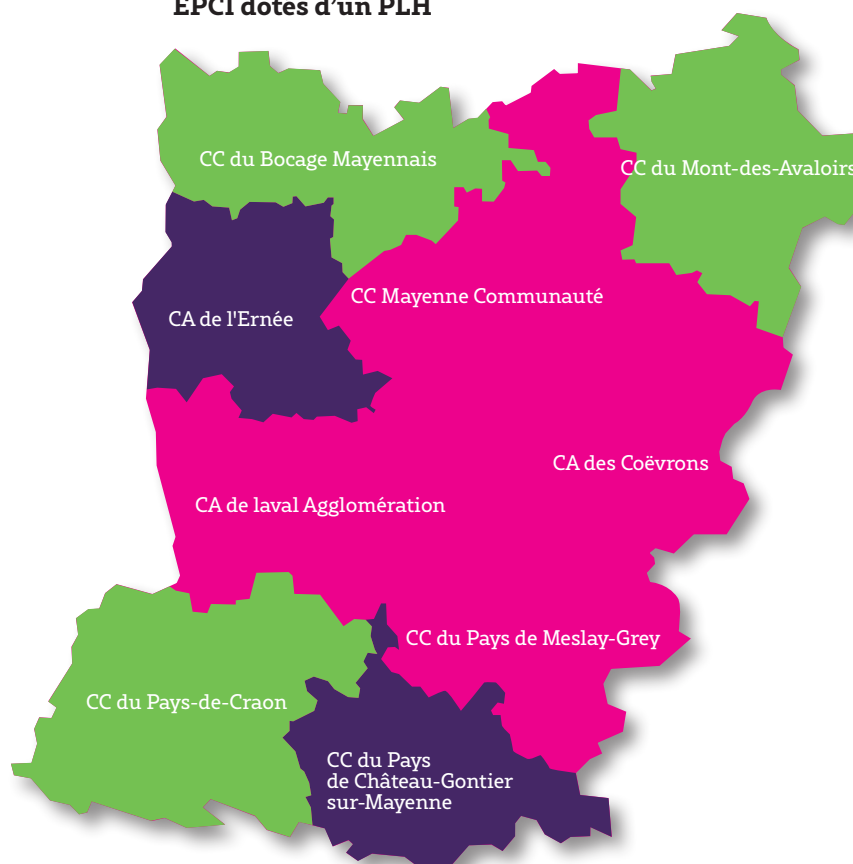 EPCI dotés d'un PLH
CC du Bocage Mayennais
CC du Mont-des-Avaloirs
CC Mayenne Communauté
CA de l'Ernée
CA des Coëvrons
CA de laval Agglomération
CC du Pays de Meslay-Grey
CC du Pays-de-Craon
CC du Pays
de Château-Gontier
sur-Mayenne